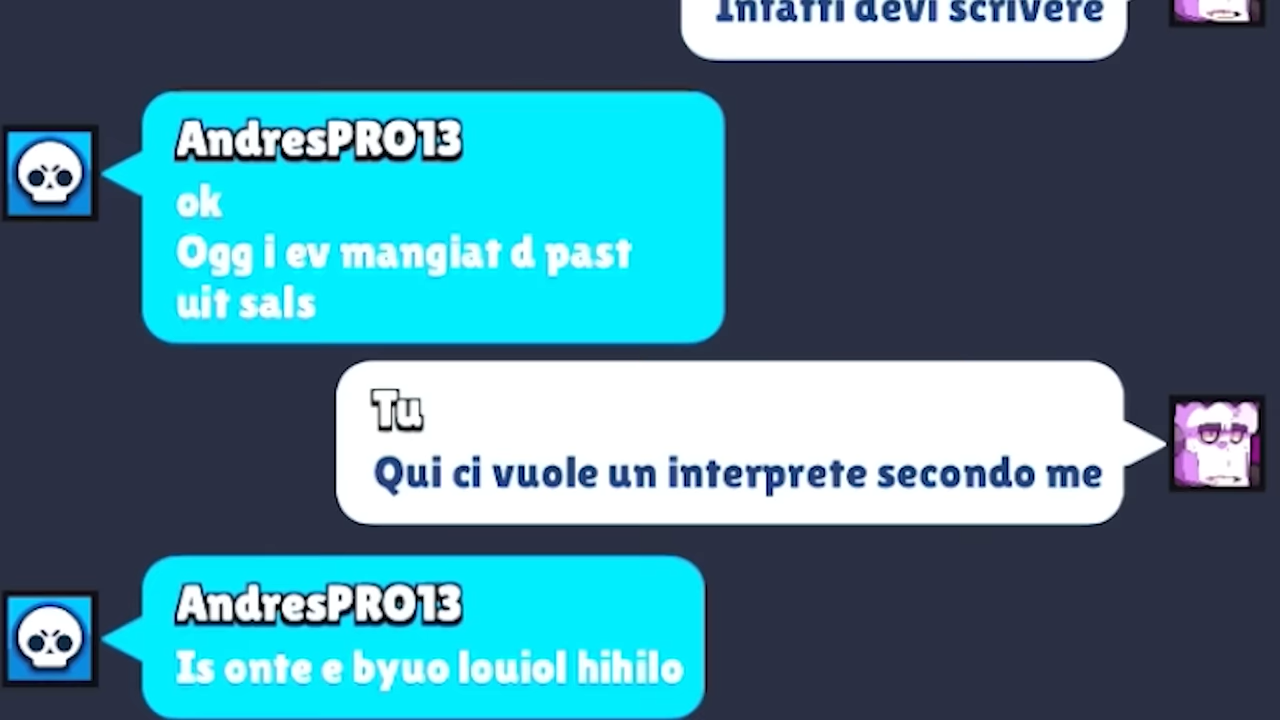 Infatti devi scrivere
AndresPRO13
ok
Ogg i ev mangiat d past
uit sals
Tu
Qui ci vuole un interprete secondo me
AndresPRO13
Is onte e byuo louiol hihilo